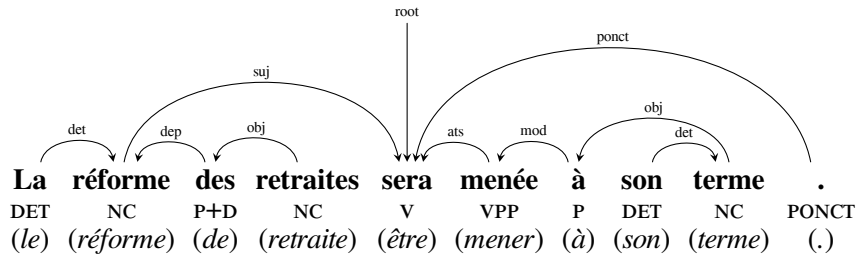 root
ponct
suj
obj
det dep obj ats mod det
La réforme des retraites sera menée à son terme .
DET NC P+D NC V VPP P DET NC PONCT
(le) (réforme) (de) (retraite) (être) (mener) (à) (son) (terme) (.)